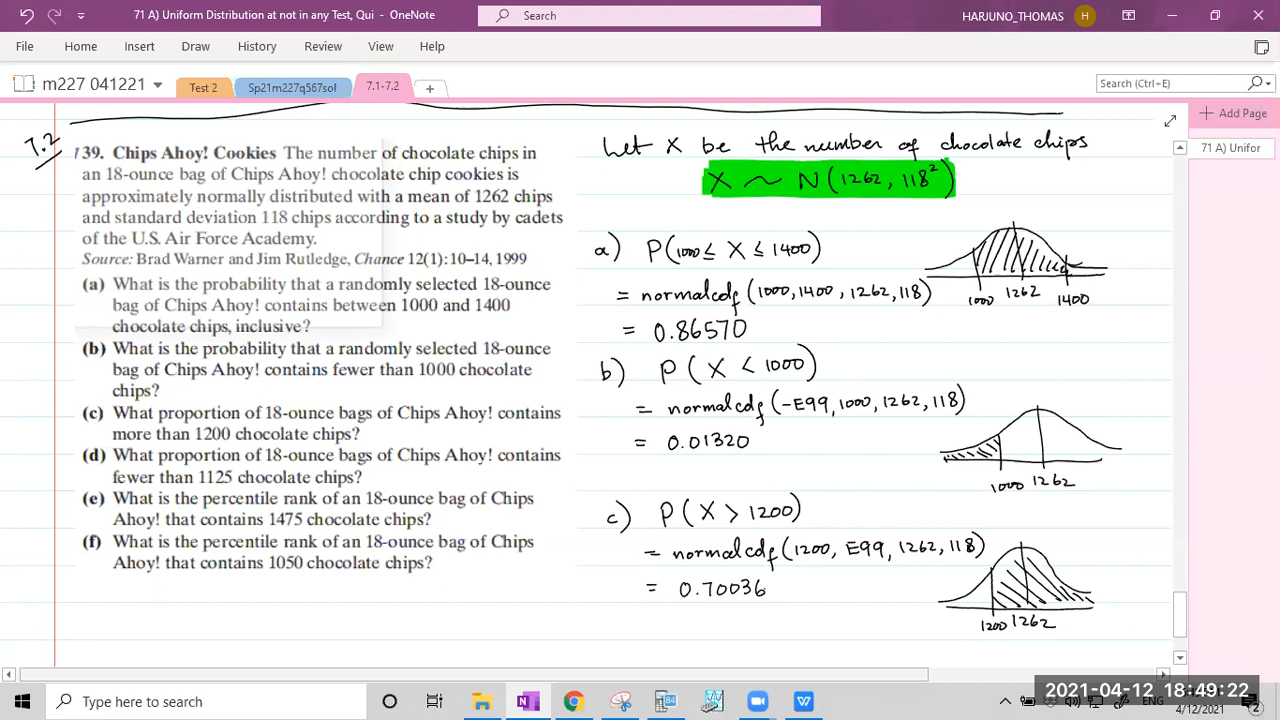 71 A) Uniform Distribution at not in any Test, Qui - OneNote
Search
HARJUNO_THOMAS
H
File Home Insert Draw History Research View Help
m227 041221
Test 2
Sp21m227q567sol
7.1-7.2
Search (Ctrl+E)
Add Page
71 A) Unifor
7.2
39. Chips Ahoy! Cookies The number of chocolate chips in
an 18-ounce bag of Chips Ahoy! chocolate chip cookies is
approximately normally distributed with a mean of 1262 chips
and standard deviation 118 chips according to a study by cadets
of the U.S. Air Force Academy.
Source: Brad Warner and Jim Rutledge, Chance 12(1): 10–14, 1999
(a) What is the probability that a randomly selected 18-ounce
bag of Chips Ahoy! contains between 1000 and 1400
chocolate chips, inclusive?
(b) What is the probability that a randomly selected 18-ounce
bag of Chips Ahoy! contains fewer than 1000 chocolate
chips?
(c) What proportion of 18-ounce bags of Chips Ahoy! contains
more than 1200 chocolate chips?
(d) What proportion of 18-ounce bags of Chips Ahoy! contains
fewer than 1125 chocolate chips?
(e) What is the percentile rank of an 18-ounce bag of Chips
Ahoy! that contains 1475 chocolate chips?
(f) What is the percentile rank of an 18-ounce bag of Chips
Ahoy! that contains 1050 chocolate chips?
Let X be the number of chocolate chips
X ~ N(1262, 118²)
a) P(1000 ≤ X ≤ 1400)
= normalcdf(1000, 1400, 1262, 118)
= 0.86570
1000 1262 1400
b) P(X < 1000)
= normalcdf(-E99, 1000, 1262, 118)
= 0.01320
1000 1262
c) P(X > 1200)
= normalcdf(1200, E99, 1262, 118)
= 0.70036
1200 1262
Type here to search
2021-04-12 18:49:22
4/12/2021